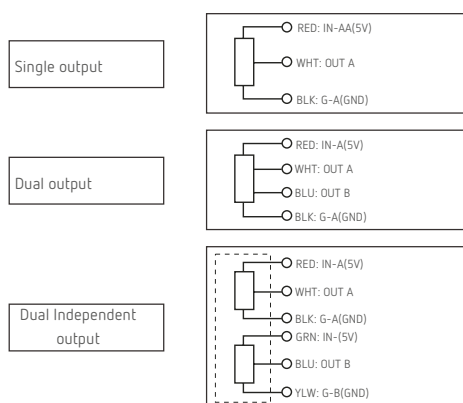 Single output
RED: IN-AA(5V)
WHT: OUT A
BLK: G-A(GND)
Dual output
RED: IN-A(5V)
WHT: OUT A
BLU: OUT B
BLK: G-A(GND)
Dual Independent
output
RED: IN-A(5V)
WHT: OUT A
BLK: G-A(GND)
GRN: IN-(5V)
BLU: OUT B
YLW: G-B(GND)